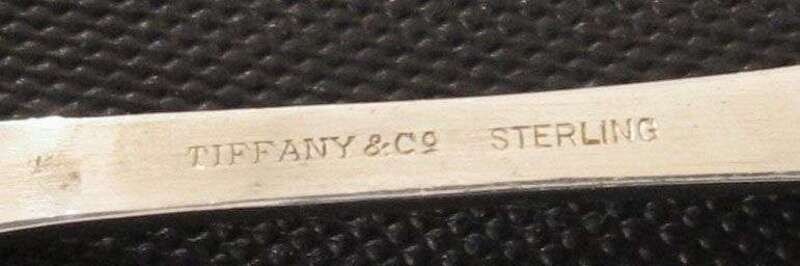 TIFFANY & Cº STERLING